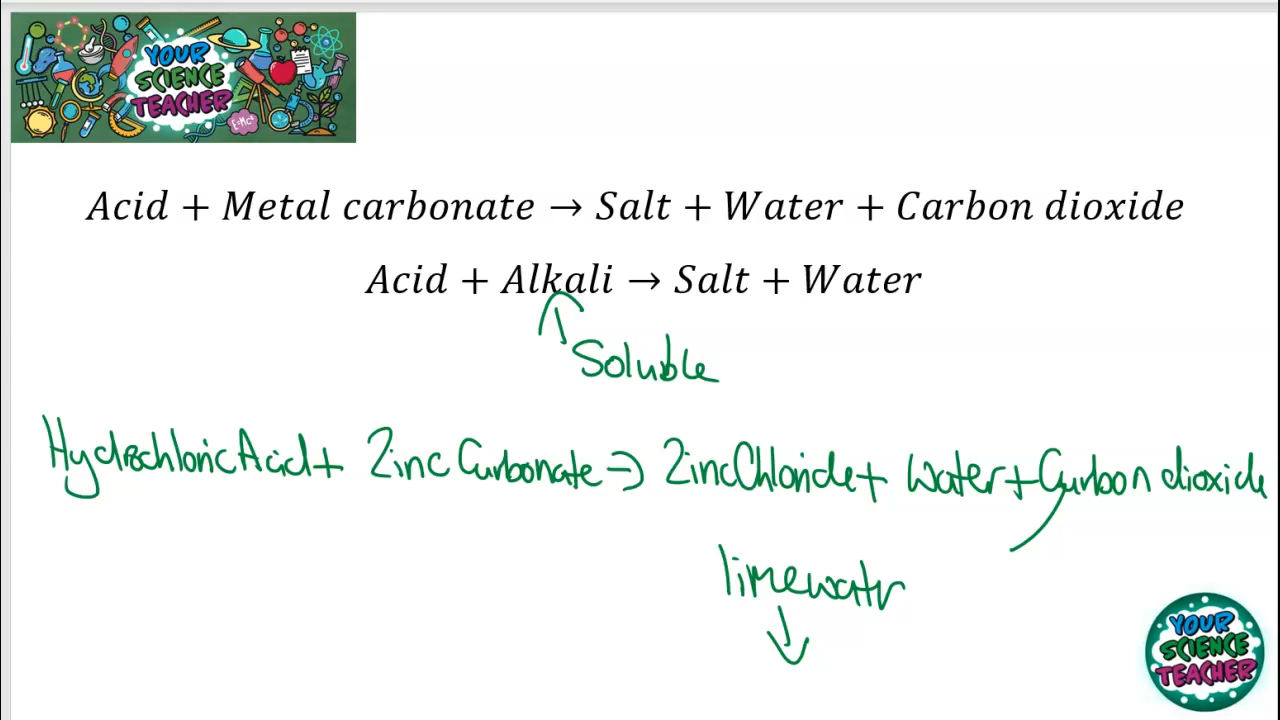 YOUR
SCIENCE
TEACHER
E=MC²
Acid + Metal carbonate → Salt + Water + Carbon dioxide
Acid + Alkali → Salt + Water
Soluble
Hydrochloric Acid + Zinc Carbonate → Zinc Chloride + Water + Carbon dioxide
limewater
YOUR
SCIENCE
TEACHER